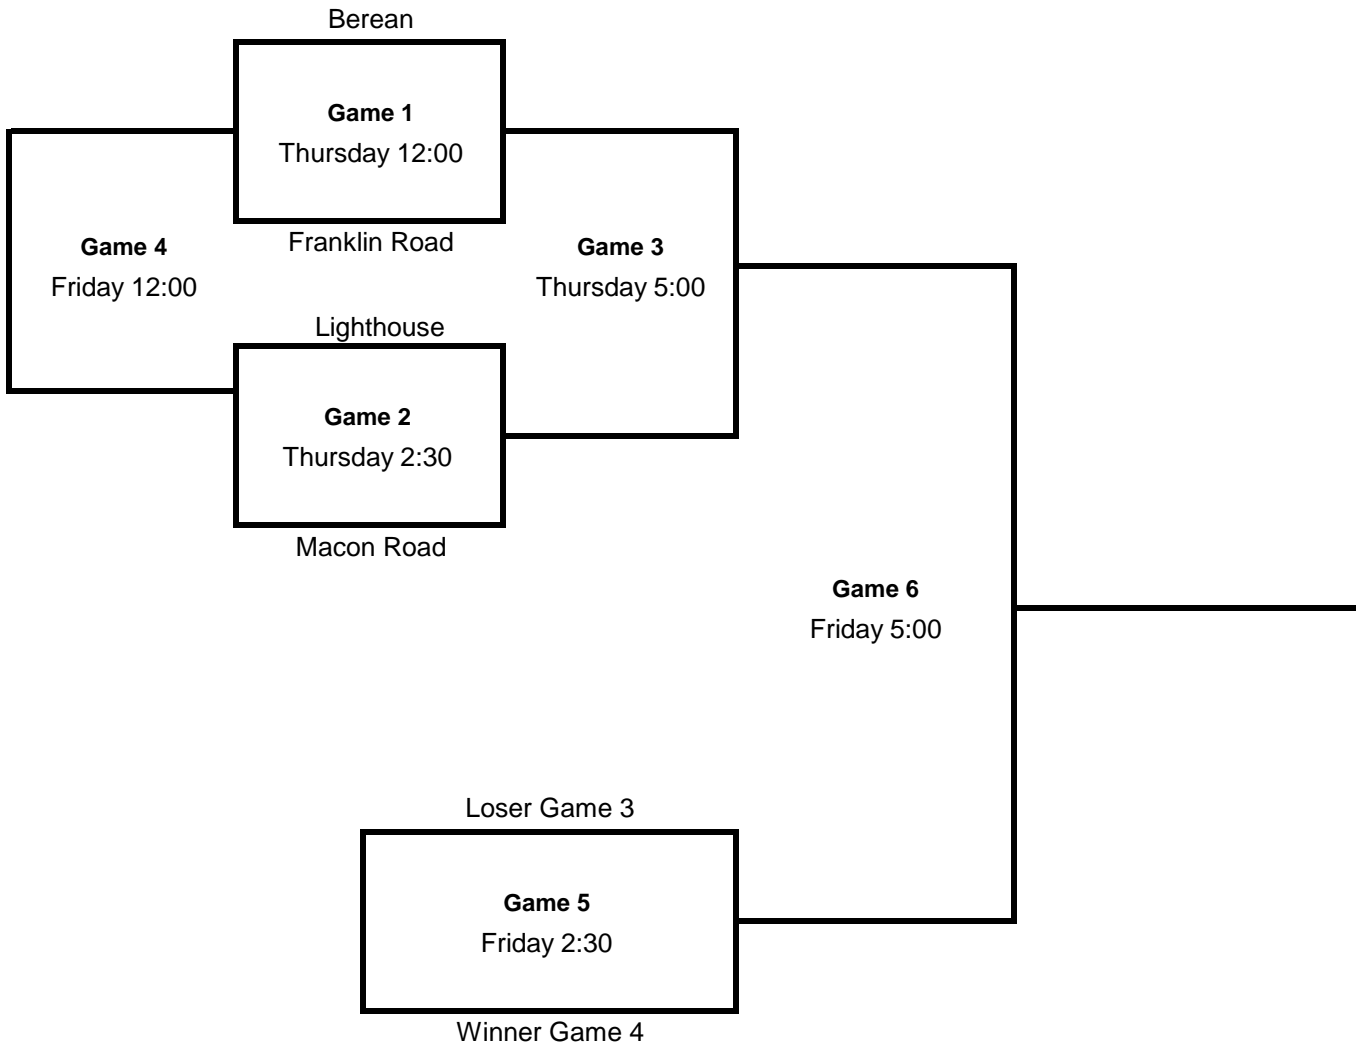 Berean
Game 1
Thursday 12:00
Franklin Road
Game 4
Friday 12:00
Game 3
Thursday 5:00
Lighthouse
Game 2
Thursday 2:30
Macon Road
Game 6
Friday 5:00
Loser Game 3
Game 5
Friday 2:30
Winner Game 4